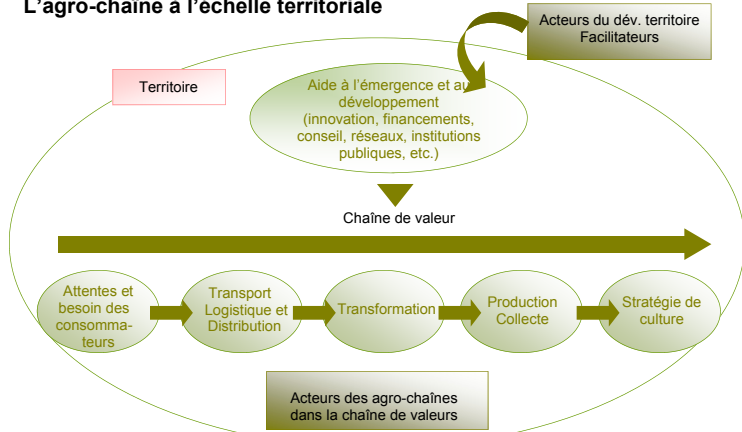 L’agro-chaîne à l’échelle territoriale
Acteurs du dév. territoire
Facilitateurs
Territoire
Aide à l’émergence et au
développement
(innovation, financements,
conseil, réseaux, institutions
publiques, etc.)
Chaîne de valeur
Attentes et
besoin des
consomma-
teurs
Transport
Logistique et
Distribution
Transformation
Production
Collecte
Stratégie de
culture
Acteurs des agro-chaînes
dans la chaîne de valeurs